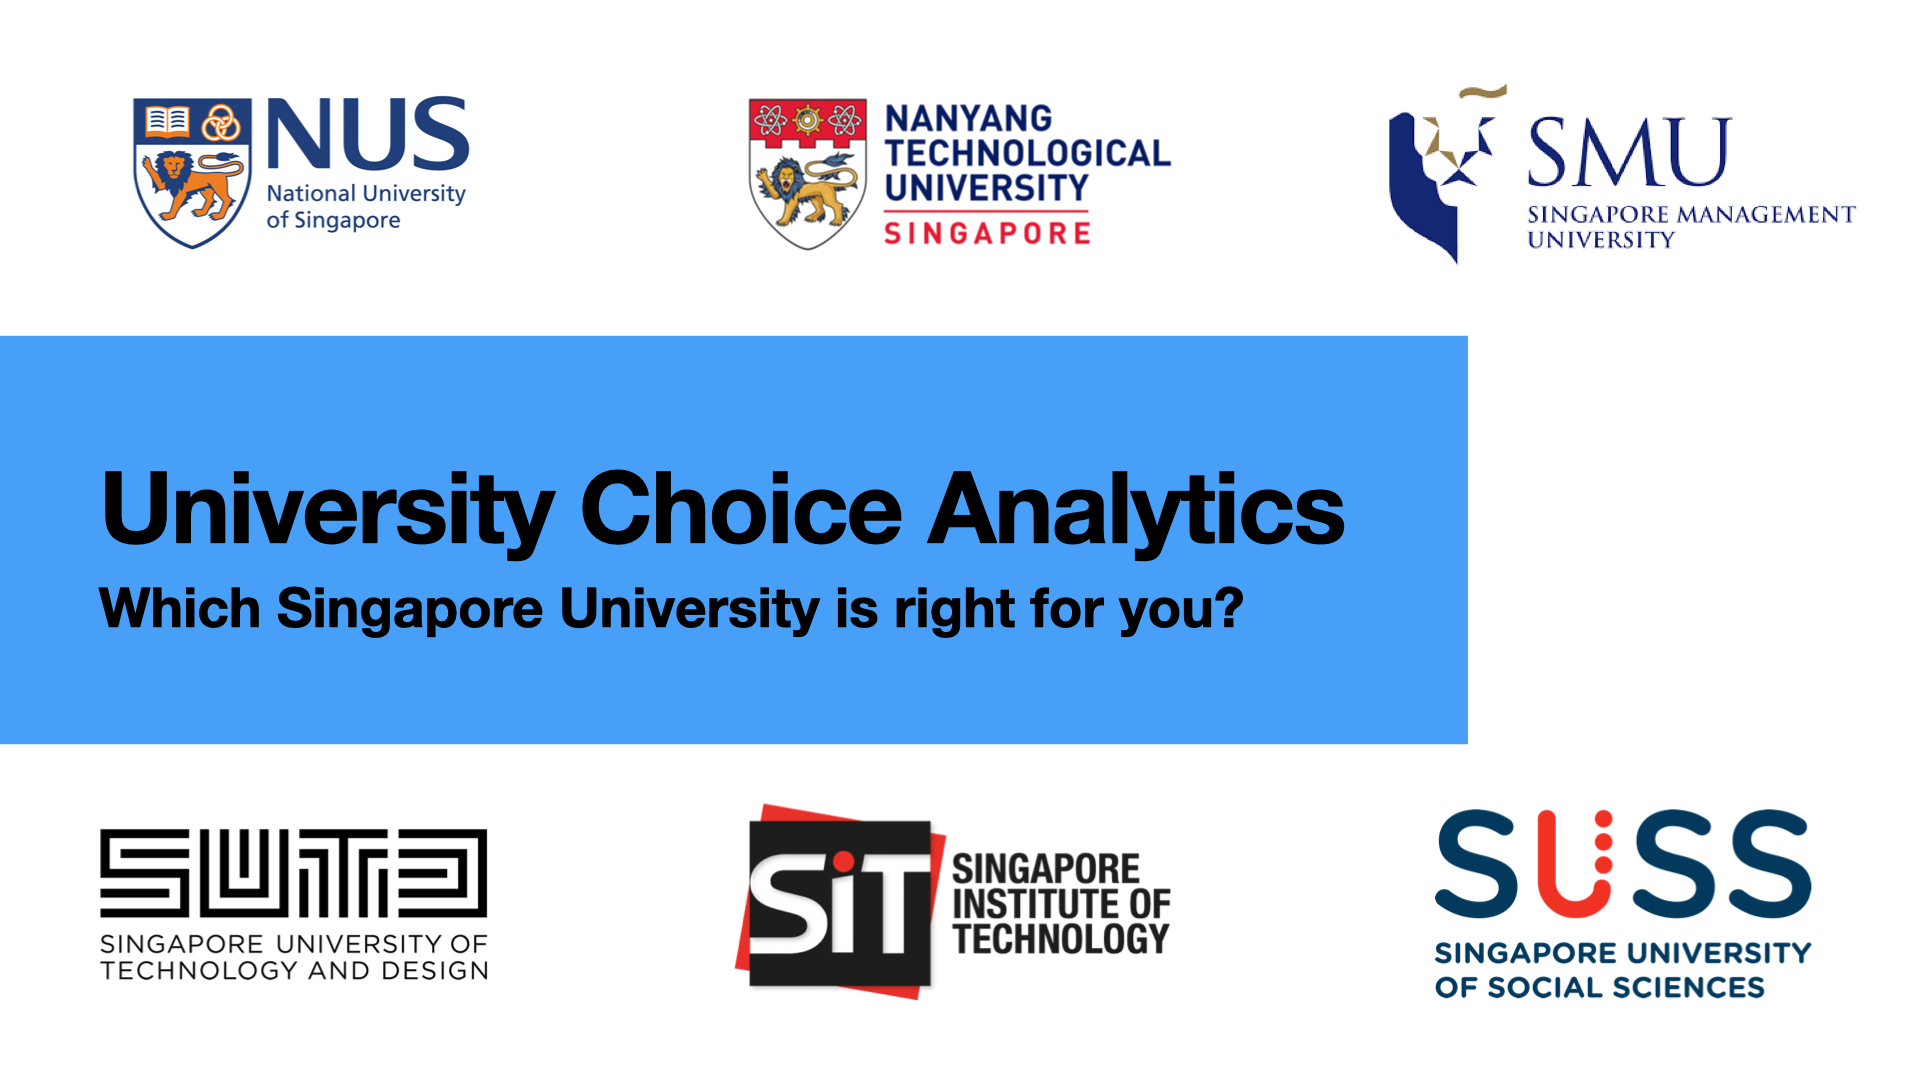 NUS
National University
of Singapore
NANYANG
TECHNOLOGICAL
UNIVERSITY
SINGAPORE
SMU
SINGAPORE MANAGEMENT
UNIVERSITY
University Choice Analytics
Which Singapore University is right for you?
SUTD
SINGAPORE UNIVERSITY OF
TECHNOLOGY AND DESIGN
SiT
SINGAPORE
INSTITUTE OF
TECHNOLOGY
SUSS
SINGAPORE UNIVERSITY
OF SOCIAL SCIENCES